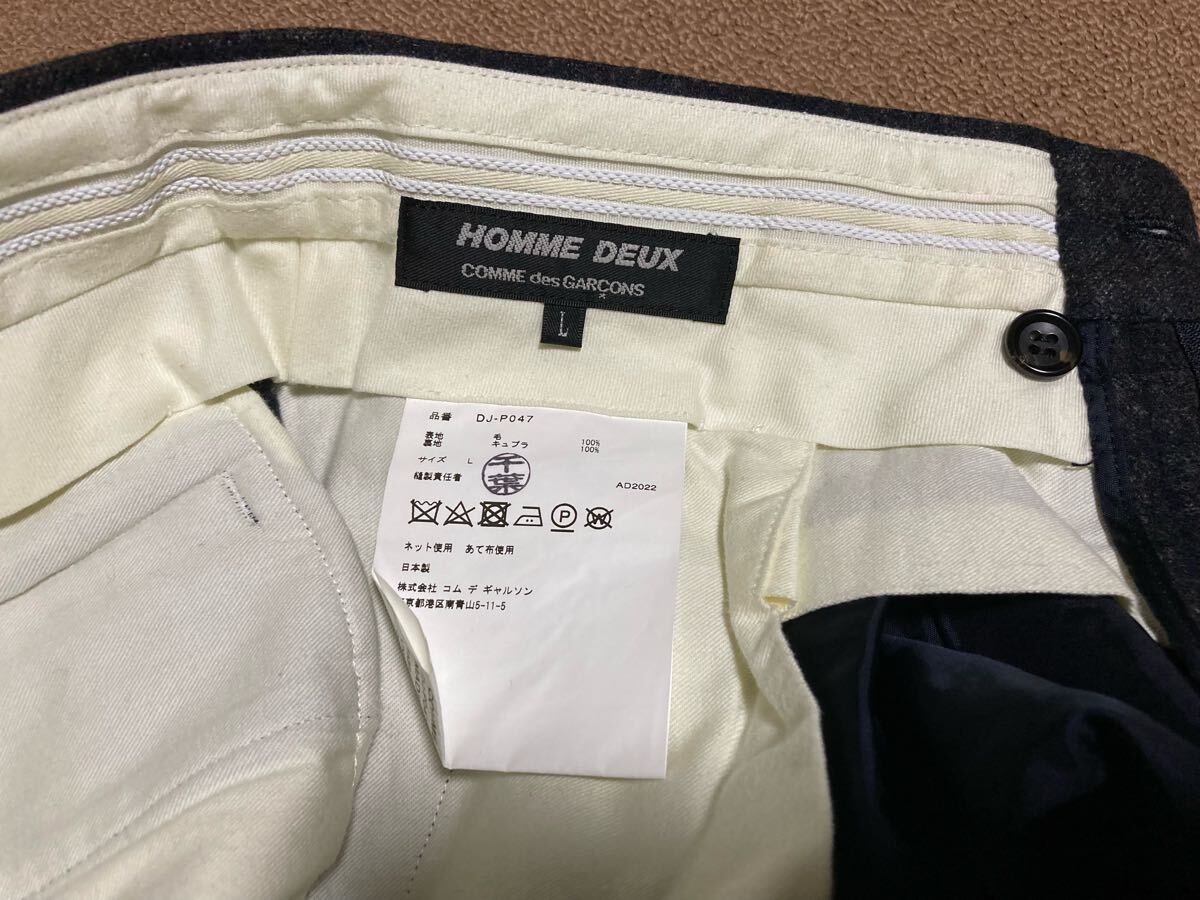 HOMME DEUX
COMME des GARÇONS
L
品番 DJ-P047
表地 毛 100%
裏地 キュプラ 100%
サイズ L
縫製責任者 千葉
AD2022
P
W
ネット使用 あて布使用
日本製
株式会社 コム デ ギャルソン
京都港区南青山5-11-5